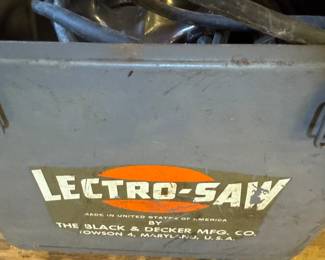 LECTRO-SAW
MADE IN UNITED STATES OF AMERICA
BY
THE BLACK & DECKER MFG. CO.
TOWSON 4, MARYLAND, U.S.A.